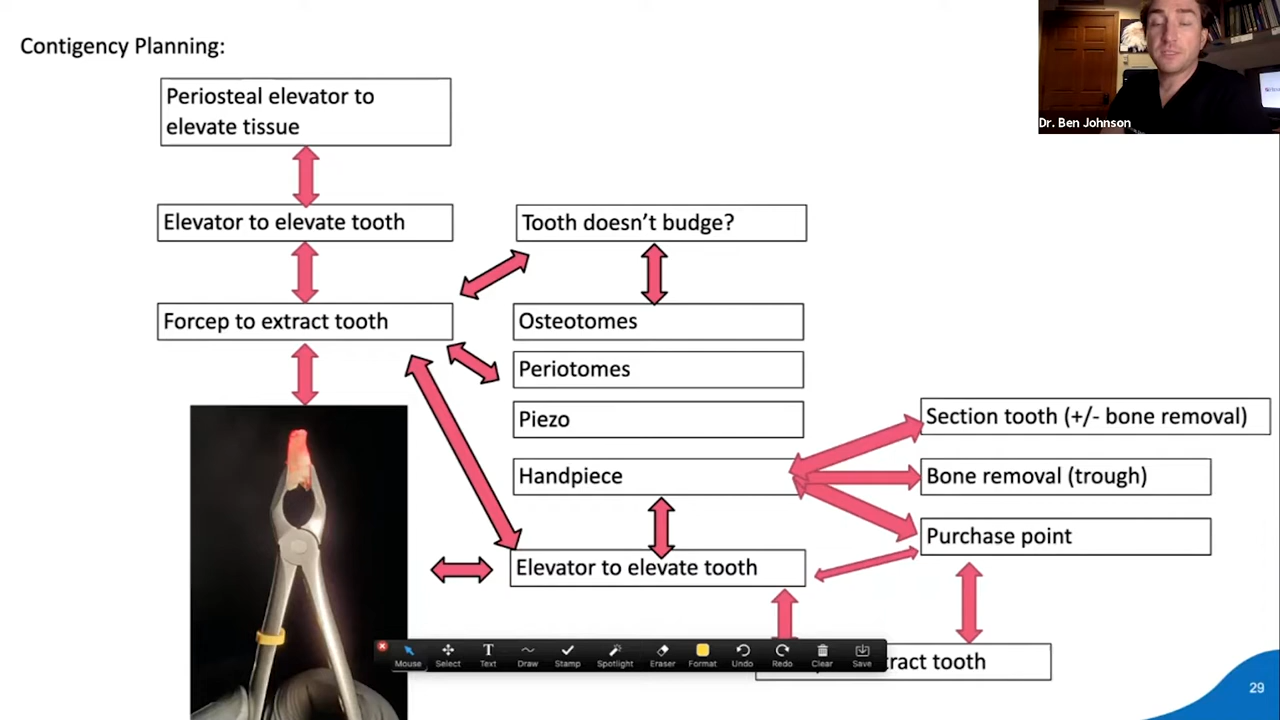 Contigency Planning:
Dr. Ben Johnson
Periosteal elevator to
elevate tissue
Elevator to elevate tooth
Tooth doesn't budge?
Forcep to extract tooth
Osteotomes
Periotomes
Piezo
Section tooth (+/- bone removal)
Handpiece
Bone removal (trough)
Purchase point
Elevator to elevate tooth
tooth
Mouse
Select
Text
Draw
Stamp
Spotlight
Eraser
Format
Undo
Redo
Clear
Save
29